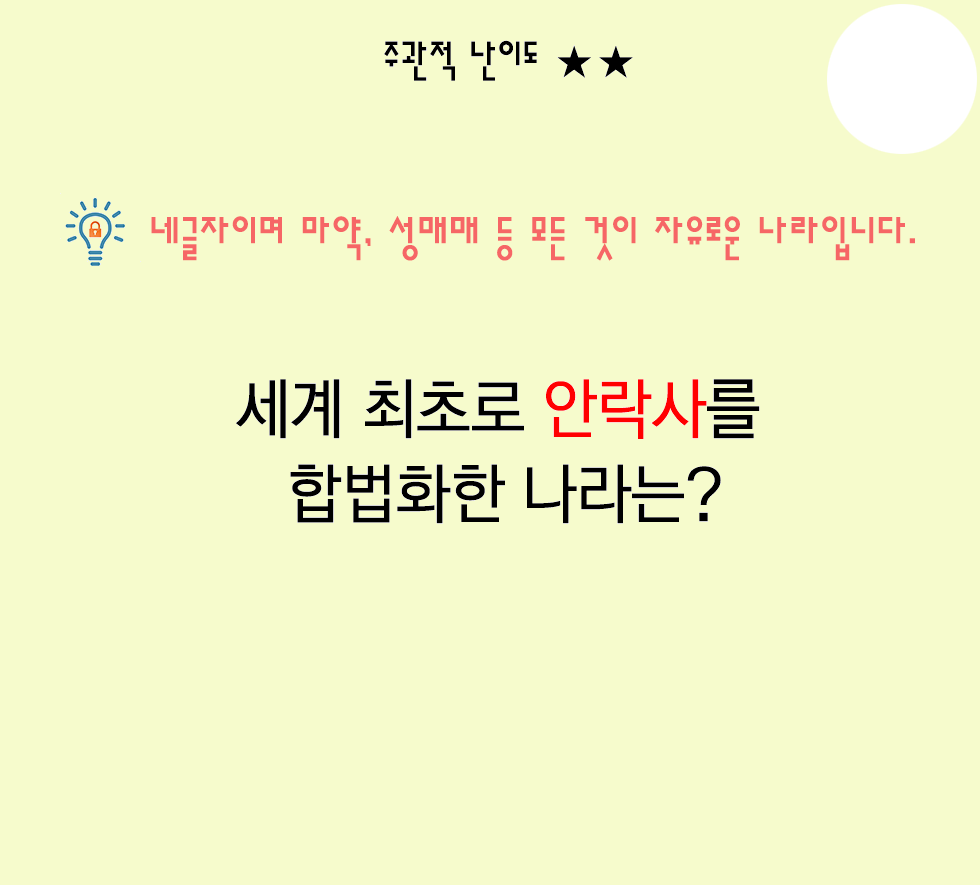 주관적 난이도 ★★
네글자이며 마약, 성매매 등 모든 것이 자유로운 나라입니다.
세계 최초로 안락사를
합법화한 나라는?